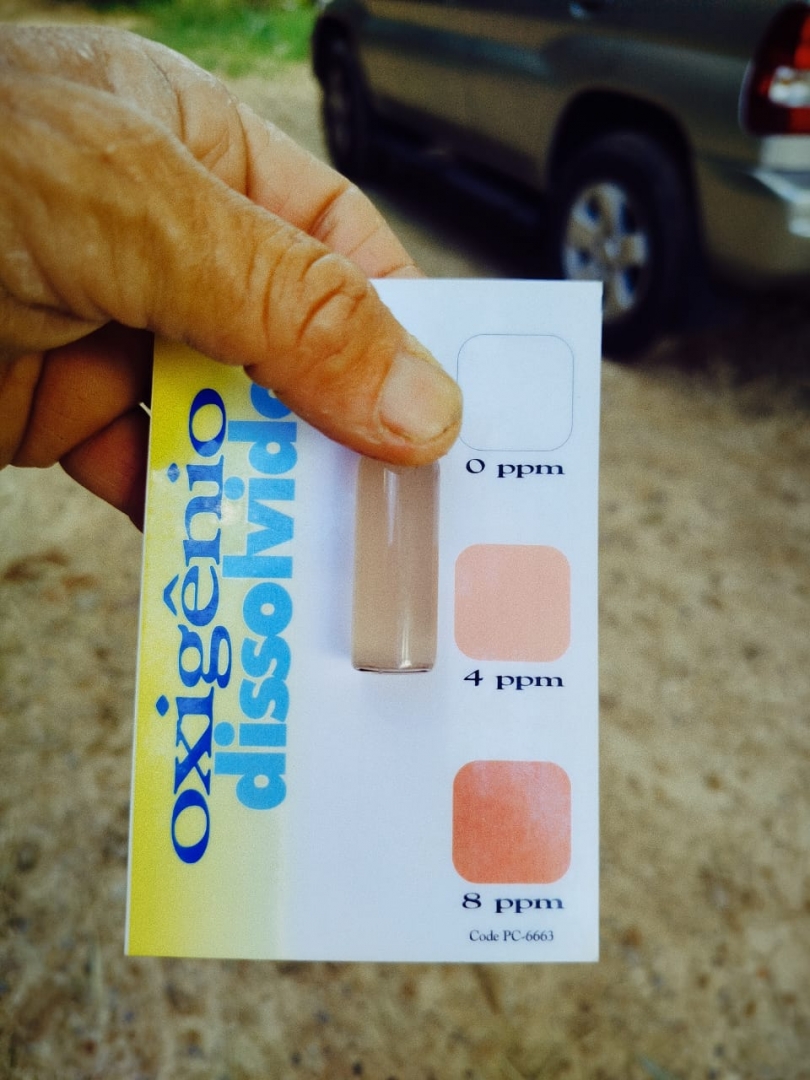 oxigênio
dissolvido
0 ppm
4 ppm
8 ppm
Code PC-6663